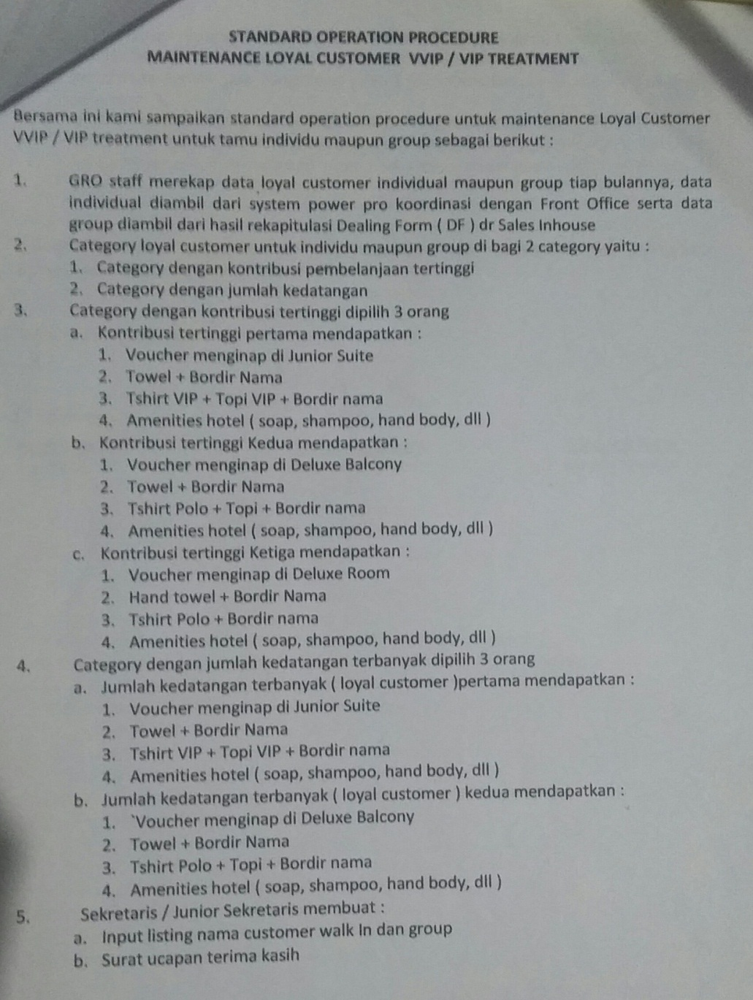 STANDARD OPERATION PROCEDURE
MAINTENANCE LOYAL CUSTOMER VVIP / VIP TREATMENT
Bersama ini kami sampaikan standard operation procedure untuk maintenance Loyal Customer
VVIP / VIP treatment untuk tamu individu maupun group sebagai berikut :
1. GRO staff merekap data loyal customer individual maupun group tiap bulannya, data
individual diambil dari system power pro koordinasi dengan Front Office serta data
group diambil dari hasil rekapitulasi Dealing Form ( DF ) dr Sales Inhouse
2. Category loyal customer untuk individu maupun group di bagi 2 category yaitu :
1. Category dengan kontribusi pembelanjaan tertinggi
2. Category dengan jumlah kedatangan
3. Category dengan kontribusi tertinggi dipilih 3 orang
a. Kontribusi tertinggi pertama mendapatkan :
1. Voucher menginap di Junior Suite
2. Towel + Bordir Nama
3. Tshirt VIP + Topi VIP + Bordir nama
4. Amenities hotel ( soap, shampoo, hand body, dll )
b. Kontribusi tertinggi Kedua mendapatkan :
1. Voucher menginap di Deluxe Balcony
2. Towel + Bordir Nama
3. Tshirt Polo + Topi + Bordir nama
4. Amenities hotel ( soap, shampoo, hand body, dll )
c. Kontribusi tertinggi Ketiga mendapatkan :
1. Voucher menginap di Deluxe Room
2. Hand towel + Bordir Nama
3. Tshirt Polo + Bordir nama
4. Amenities hotel ( soap, shampoo, hand body, dll )
4. Category dengan jumlah kedatangan terbanyak dipilih 3 orang
a. Jumlah kedatangan terbanyak ( loyal customer )pertama mendapatkan :
1. Voucher menginap di Junior Suite
2. Towel + Bordir Nama
3. Tshirt VIP + Topi VIP + Bordir nama
4. Amenities hotel ( soap, shampoo, hand body, dll )
b. Jumlah kedatangan terbanyak ( loyal customer ) kedua mendapatkan :
1. `Voucher menginap di Deluxe Balcony
2. Towel + Bordir Nama
3. Tshirt Polo + Topi + Bordir nama
4. Amenities hotel ( soap, shampoo, hand body, dll )
5. Sekretaris / Junior Sekretaris membuat :
a. Input listing nama customer walk In dan group
b. Surat ucapan terima kasih